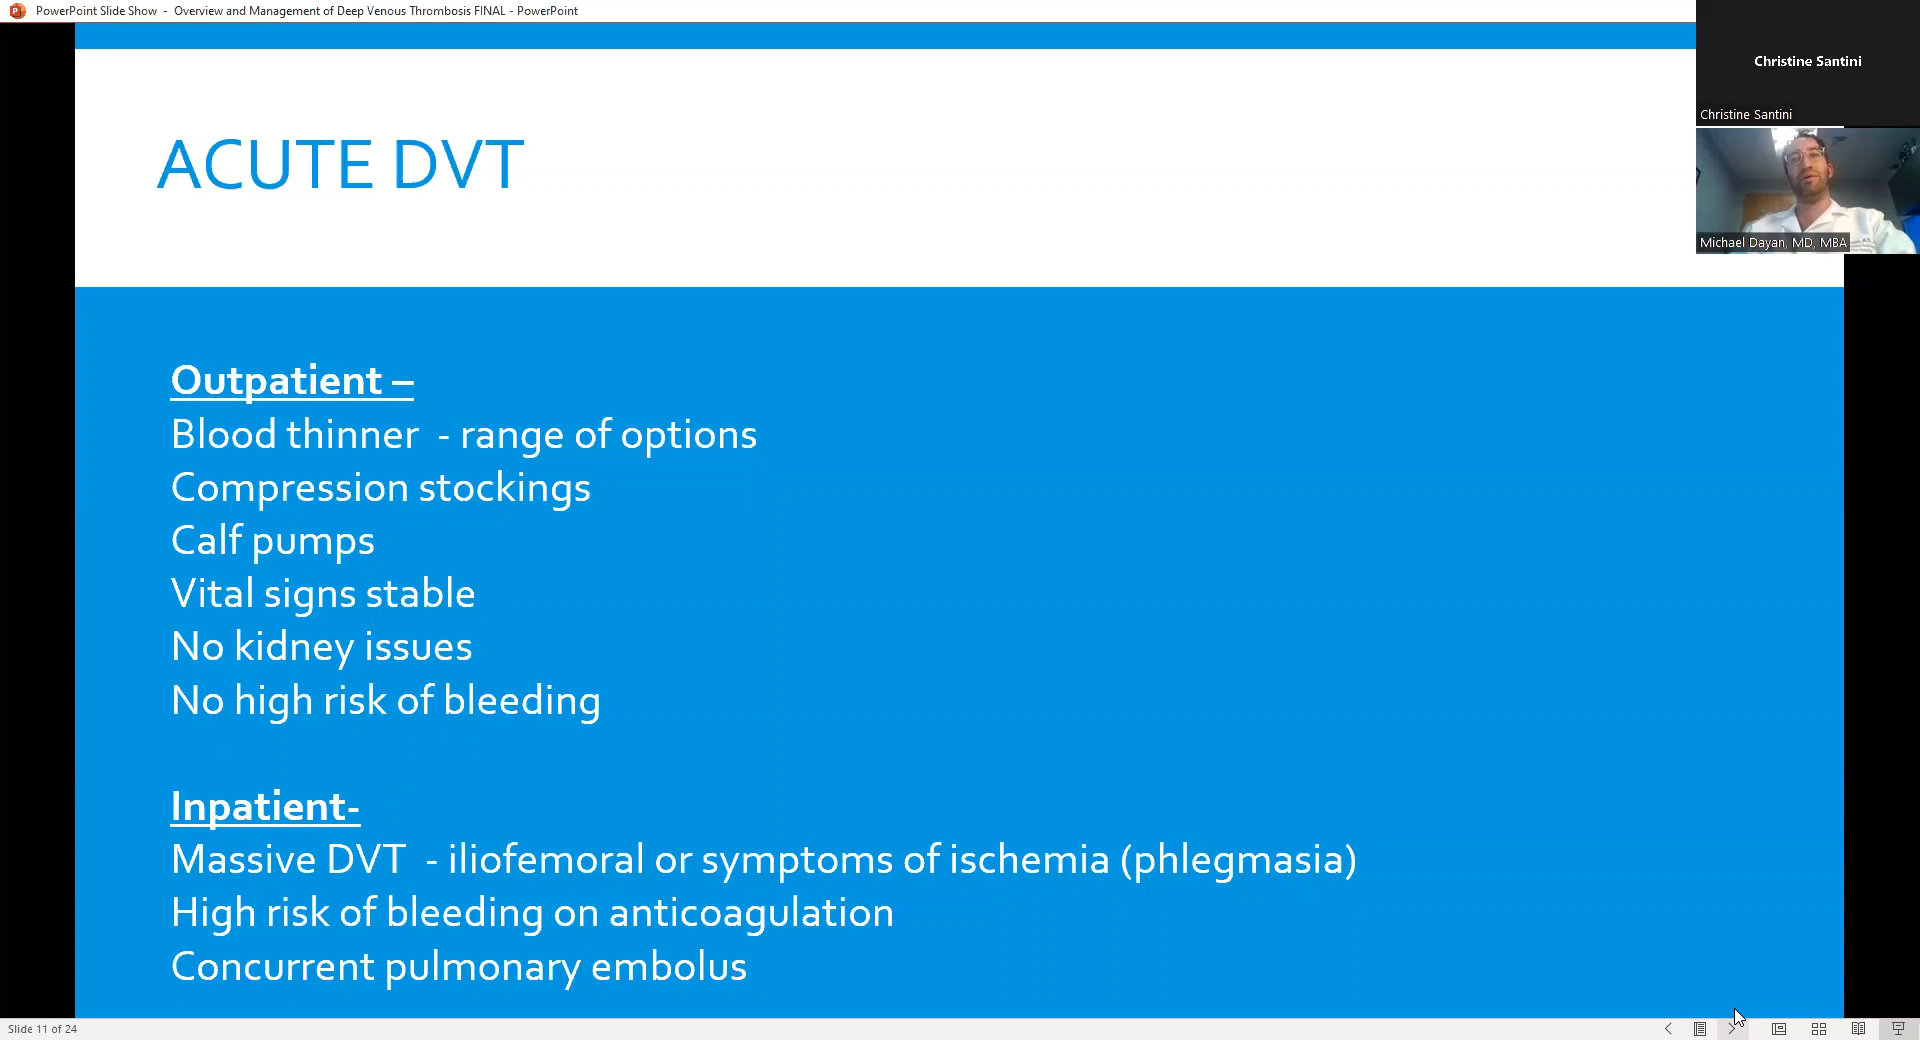 PowerPoint Slide Show - Overview and Management of Deep Venous Thrombosis FINAL - PowerPoint
Christine Santini
Christine Santini
Michael Dayan, MD, MBA
ACUTE DVT
Outpatient –
Blood thinner - range of options
Compression stockings
Calf pumps
Vital signs stable
No kidney issues
No high risk of bleeding
Inpatient-
Massive DVT - iliofemoral or symptoms of ischemia (phlegmasia)
High risk of bleeding on anticoagulation
Concurrent pulmonary embolus
Slide 11 of 24